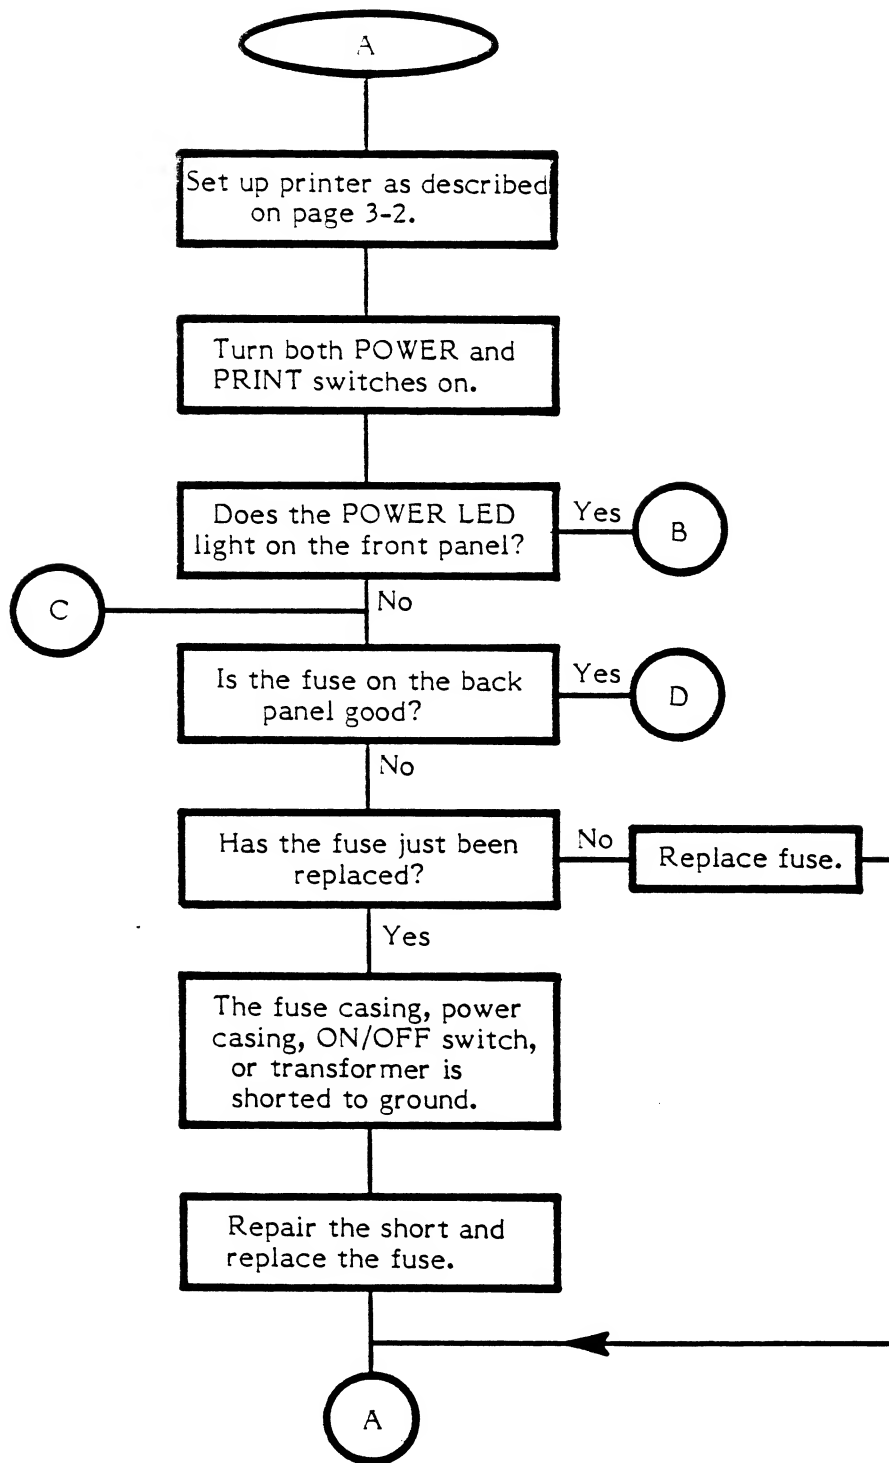 A
Set up printer as described
on page 3-2.
Turn both POWER and
PRINT switches on.
Does the POWER LED
light on the front panel?
Yes
B
C
No
Is the fuse on the back
panel good?
Yes
D
No
Has the fuse just been
replaced?
No
Replace fuse.
Yes
The fuse casing, power
casing, ON/OFF switch,
or transformer is
shorted to ground.
Repair the short and
replace the fuse.
A